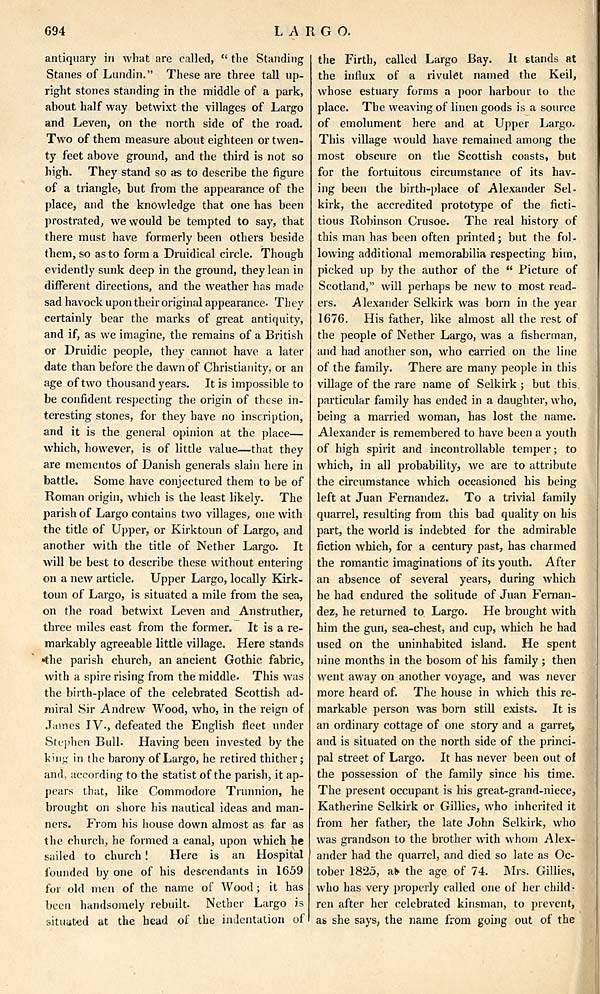 694
LARGO.
antiquary in what are called, “ the Standing
Stanes of Lundin.” These are three tall up-
right stones standing in the middle of a park,
about half way betwixt the villages of Largo
and Leven, on the north side of the road.
Two of them measure about eighteen or twen-
ty feet above ground, and the third is not so
high. They stand so as to describe the figure
of a triangle, but from the appearance of the
place, and the knowledge that one has been
prostrated, we would be tempted to say, that
there must have formerly been others beside
them, so as to form a Druidical circle. Though
evidently sunk deep in the ground, they lean in
different directions, and the weather has made
sad havock upon their original appearance. They
certainly bear the marks of great antiquity,
and if, as we imagine, the remains of a British
or Druidic people, they cannot have a later
date than before the dawn of Christianity, or an
age of two thousand years. It is impossible to
be confident respecting the origin of these in-
teresting stones, for they have no inscription,
and it is the general opinion at the place—
which, however, is of little value—that they
are mementos of Danish generals slain here in
battle. Some have conjectured them to be of
Roman origin, which is the least likely. The
parish of Largo contains two villages, one with
the title of Upper, or Kirktoun of Largo, and
another with the title of Nether Largo. It
will be best to describe these without entering
on a new article. Upper Largo, locally Kirk-
toun of Largo, is situated a mile from the sea,
on the road betwixt Leven and Anstruther,
three miles east from the former. It is a re-
markably agreeable little village. Here stands
the parish church, an ancient Gothic fabric,
with a spire rising from the middle. This was
the birth-place of the celebrated Scottish ad-
miral Sir Andrew Wood, who, in the reign of
James IV., defeated the English fleet under
Stephen Bull. Having been invested by the
king in the barony of Largo, he retired thither;
and, according to the statist of the parish, it ap-
pears that, like Commodore Trunnion, he
brought on shore his nautical ideas and man-
ners. From his house down almost as far as
the church, he formed a canal, upon which he
sailed to church! Here is an Hospital
founded by one of his descendants in 1659
for old men of the name of Wood; it has
been handsomely rebuilt. Nether Largo is
situated at the head of the indentation of
the Firth, called Largo Bay. It stands at
the influx of a rivulet named the Keil,
whose estuary forms a poor harbour to the
place. The weaving of linen goods is a source
of emolument here and at Upper Largo.
This village would have remained among the
most obscure on the Scottish coasts, but
for the fortuitous circumstance of its hav-
ing been the birth-place of Alexander Sel-
kirk, the accredited prototype of the ficti-
tious Robinson Crusoe. The real history of
this man has been often printed; but the fol-
lowing additional memorabilia respecting him,
picked up by the author of the “ Picture of
Scotland,” will perhaps be new to most read-
ers. Alexander Selkirk was born in the year
1676. His father, like almost all the rest of
the people of Nether Largo, was a fisherman,
and had another son, who carried on the line
of the family. There are many people in this
village of the rare name of Selkirk; but this
particular family has ended in a daughter, who,
being a married woman, has lost the name.
Alexander is remembered to have been a youth
of high spirit and incontrollable temper; to
which, in all probability, we are to attribute
the circumstance which occasioned his being
left at Juan Fernandez. To a trivial family
quarrel, resulting from this bad quality on his
part, the world is indebted for the admirable
fiction which, for a century past, has charmed
the romantic imaginations of its youth. After
an absence of several years, during which
he had endured the solitude of Juan Fernan-
dez, he returned to Largo. He brought with
him the gun, sea-chest, and cup, which he had
used on the uninhabited island. He spent
nine months in the bosom of his family; then
went away on another voyage, and was never
more heard of. The house in which this re-
markable person was born still exists. It is
an ordinary cottage of one story and a garret,
and is situated on the north side of the princi-
pal street of Largo. It has never been out of
the possession of the family since his time.
The present occupant is his great-grand-niece,
Katherine Selkirk or Gillies, who inherited it
from her father, the late John Selkirk, who
was grandson to the brother with whom Alex-
ander had the quarrel, and died so late as Oc-
tober 1825, at the age of 74. Mrs. Gillies,
who has very properly called one of her child-
ren after her celebrated kinsman, to prevent,
as she says, the name from going out of the